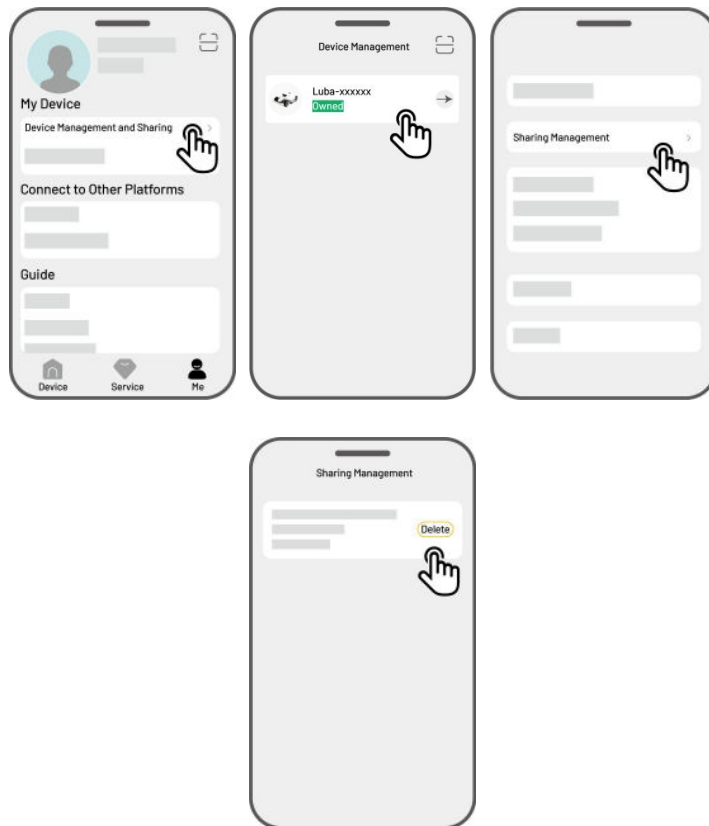 My Device
Device Management and Sharing
Connect to Other Platforms
Guide
Device
Service
Me
Device Management
Luba-xxxxxx
Owned
Sharing Management
Sharing Management
Delete